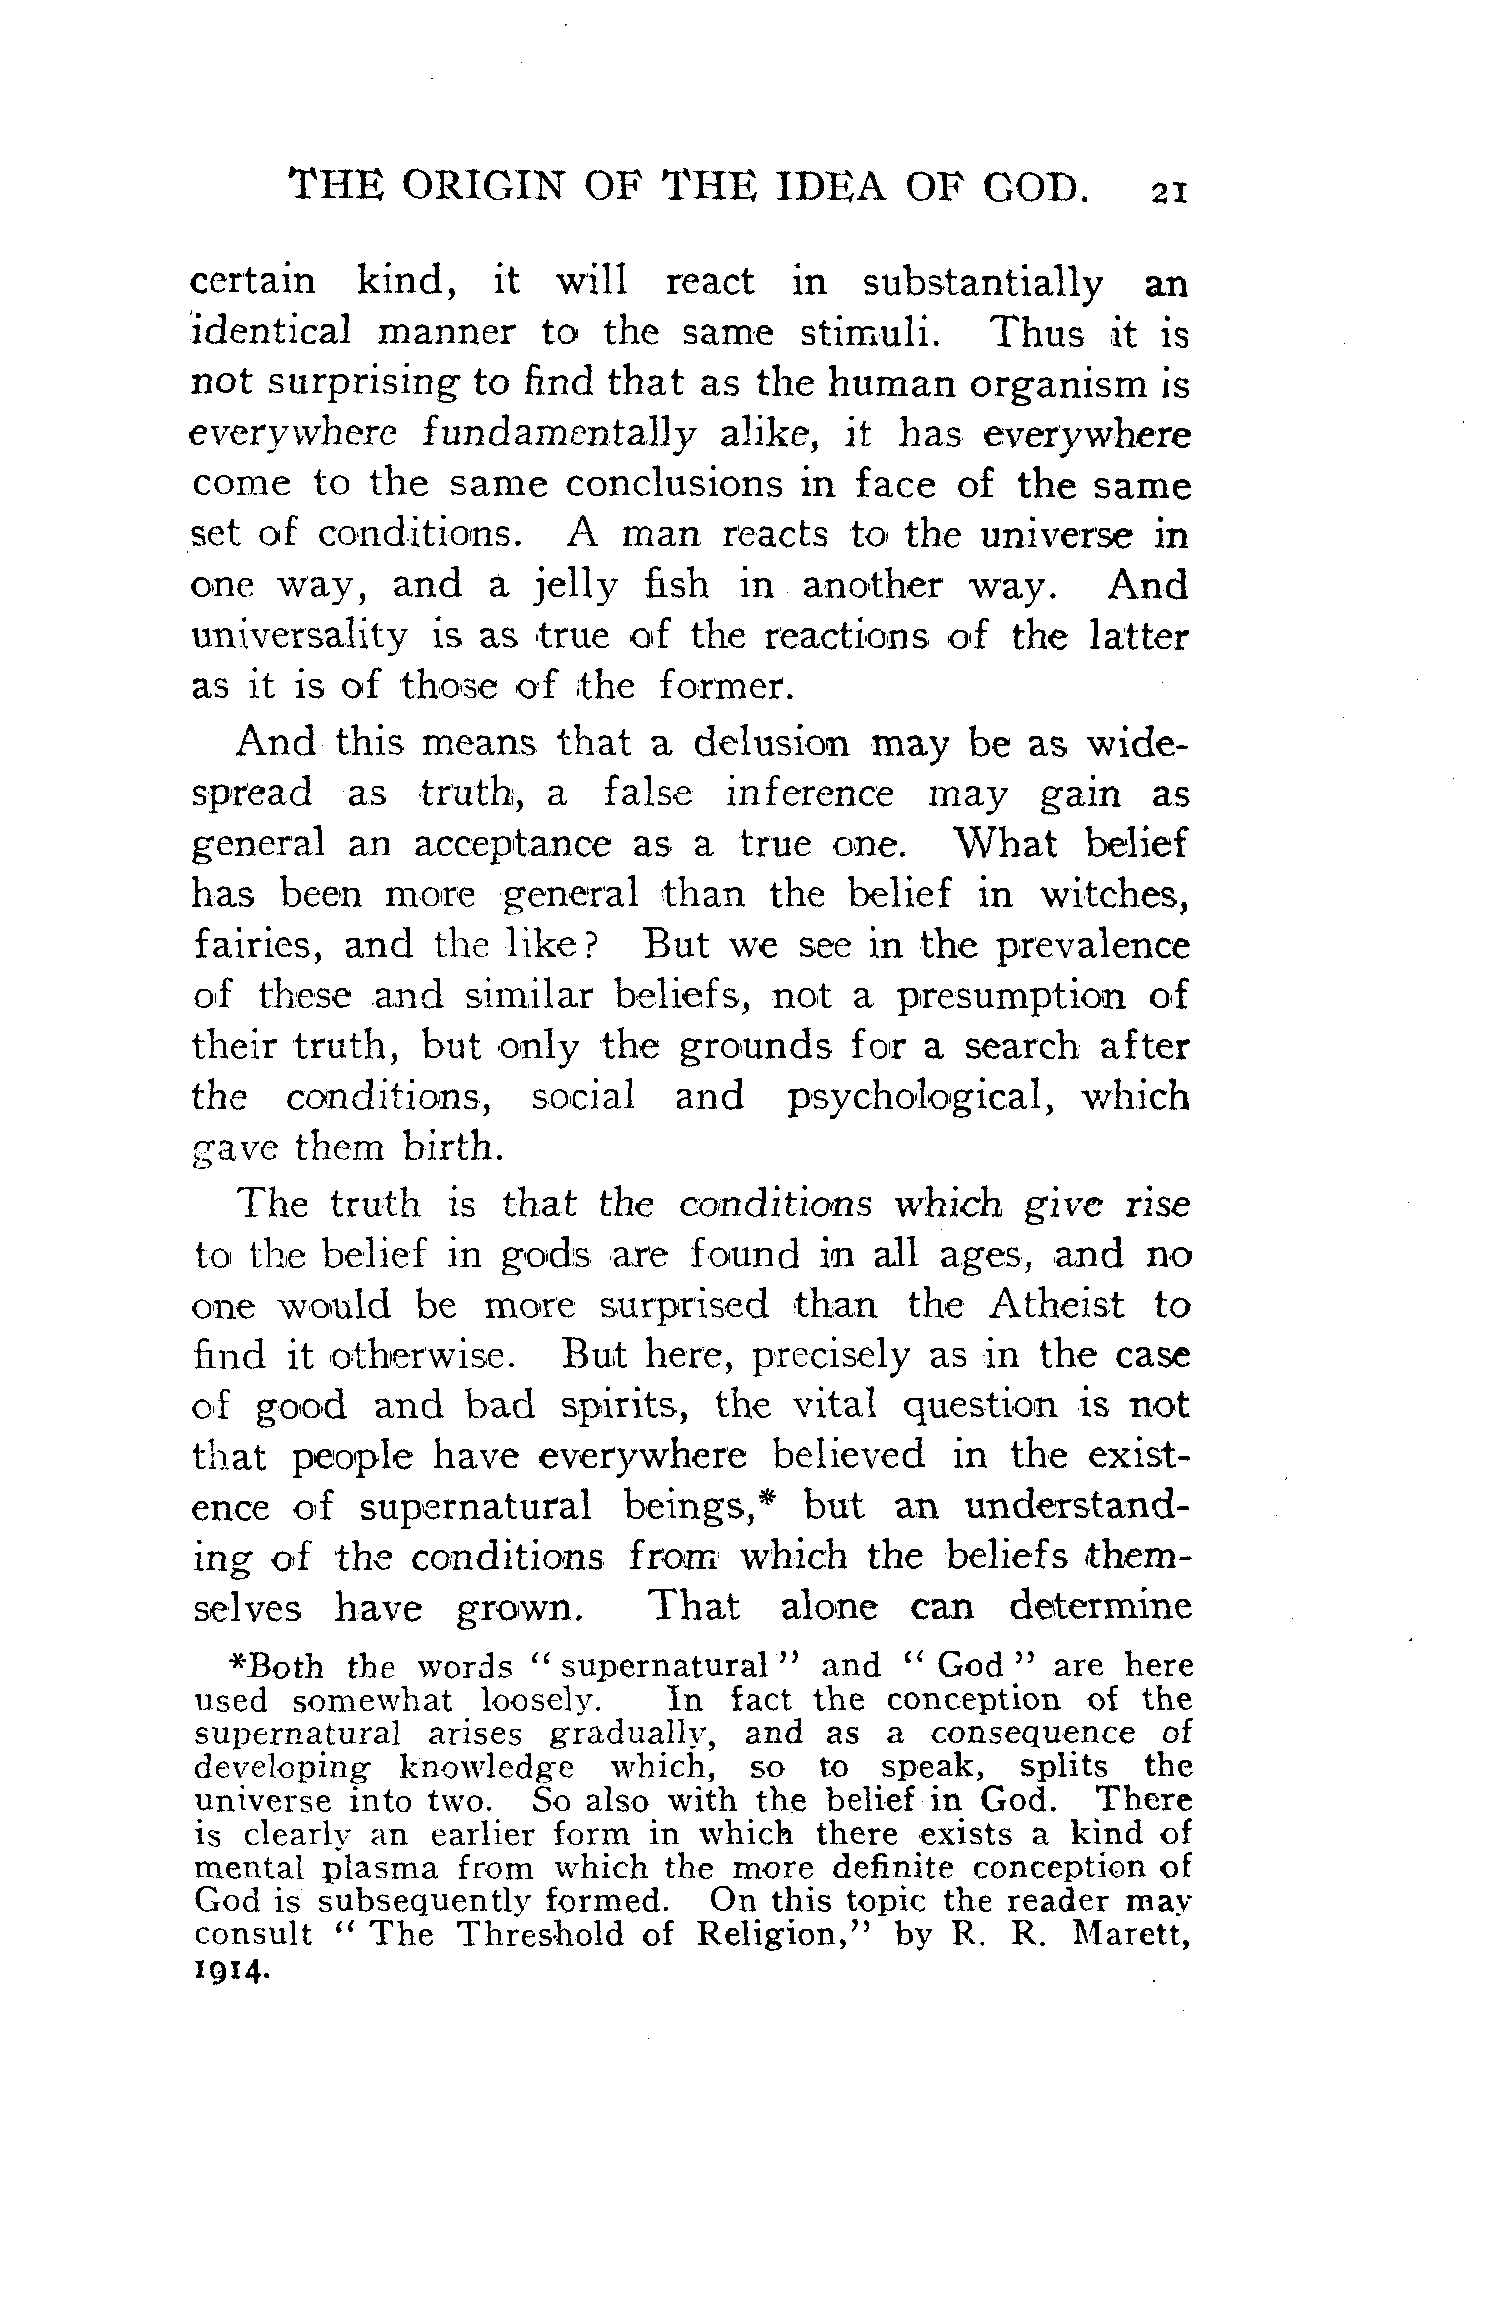 THE ORIGIN OF THE IDEA OF GOD. 21
certain kind, it will react in substantially an
identical manner to the same stimuli. Thus it is
not surprising to find that as the human organism is
everywhere fundamentally alike, it has everywhere
come to the same conclusions in face of the same
set of conditions. A man reacts to the universe in
one way, and a jelly fish in another way. And
universality is as true of the reactions of the latter
as it is of those of the former.
And this means that a delusion may be as wide-
spread as truth, a false inference may gain as
general an acceptance as a true one. What belief
has been more general than the belief in witches,
fairies, and the like? But we see in the prevalence
of these and similar beliefs, not a presumption of
their truth, but only the grounds for a search after
the conditions, social and psychological, which
gave them birth.
The truth is that the conditions which give rise
to the belief in gods are found in all ages, and no
one would be more surprised than the Atheist to
find it otherwise. But here, precisely as in the case
of good and bad spirits, the vital question is not
that people have everywhere believed in the exist-
ence of supernatural beings,* but an understand-
ing of the conditions from which the beliefs them-
selves have grown. That alone can determine
*Both the words "supernatural" and "God" are here
used somewhat loosely. In fact the conception of the
supernatural arises gradually, and as a consequence of
developing knowledge which, so to speak, splits the
universe into two. So also with the belief in God. There
is clearly an earlier form in which there exists a kind of
mental plasma from which the more definite conception of
God is subsequently formed. On this topic the reader may
consult "The Threshold of Religion," by R. R. Marett,
1914.